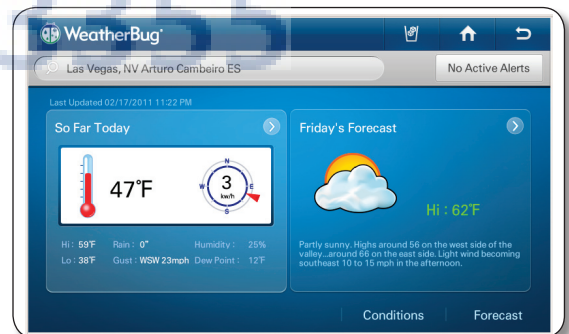 3355
WeatherBug®
Las Vegas, NV Arturo Cambeiro ES
No Active Alerts
Last Updated 02/17/2011 11:22 PM
So Far Today
Friday's Forecast
47°F
N
W 3 E
km/h
S
Hi : 62°F
Hi : 59°F Rain : 0" Humidity : 25%
Lo : 38°F Gust : WSW 23mph Dew Point : 12°F
Partly sunny. Highs around 56 on the west side of the
valley...around 66 on the east side. Light wind becoming
southeast 10 to 15 mph in the afternoon.
Conditions Forecast